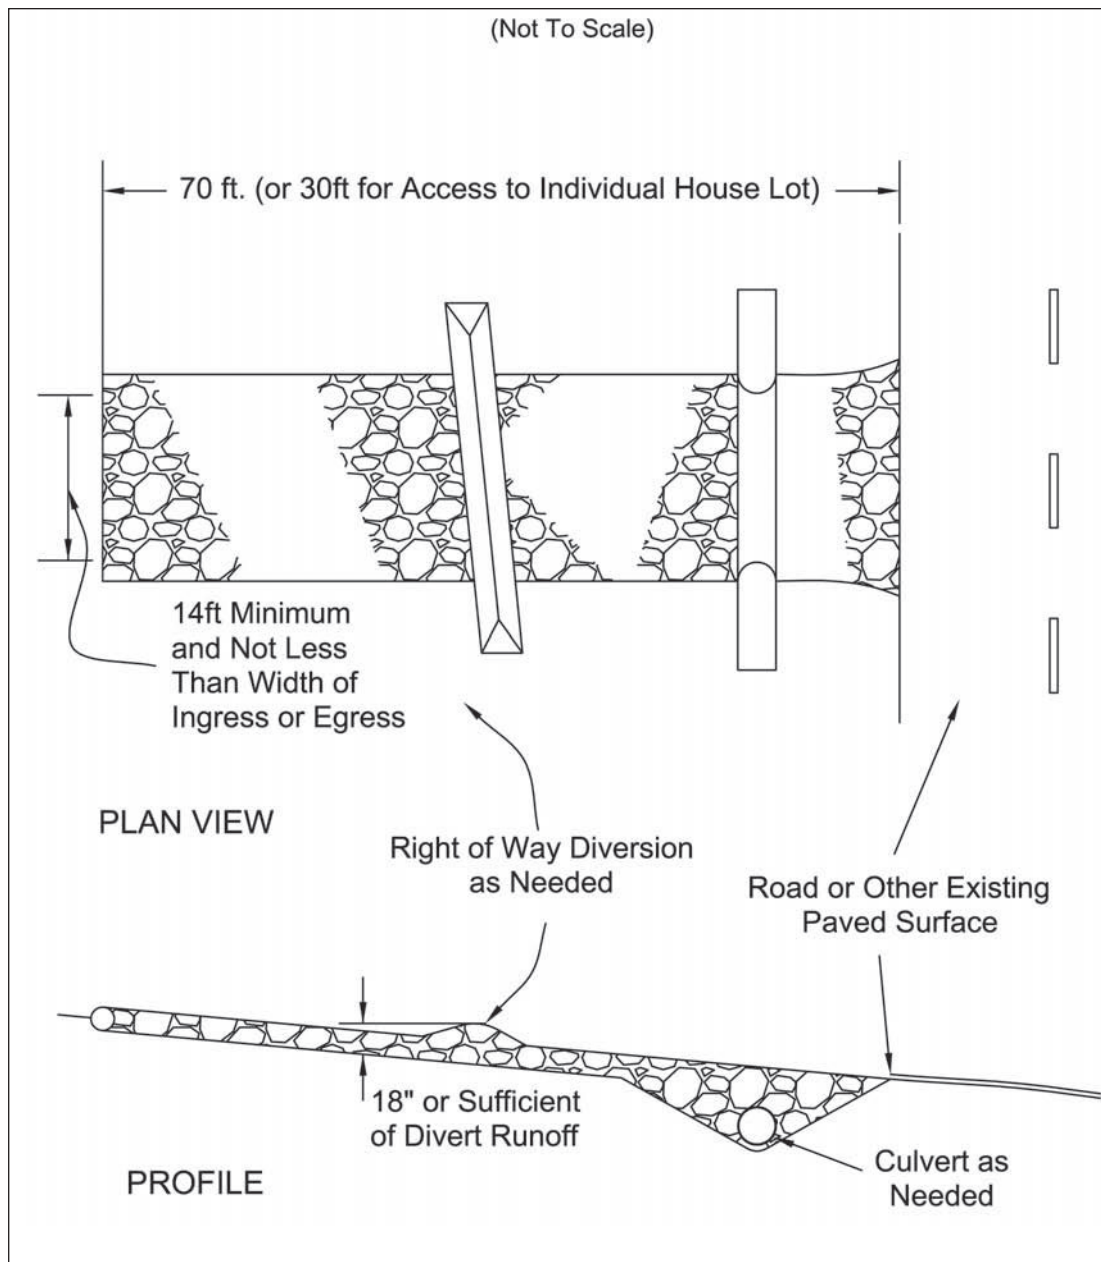 (Not To Scale)
70 ft. (or 30ft for Access to Individual House Lot)
14ft Minimum
and Not Less
Than Width of
Ingress or Egress
PLAN VIEW
Right of Way Diversion
as Needed
Road or Other Existing
Paved Surface
18" or Sufficient
of Divert Runoff
Culvert as
Needed
PROFILE